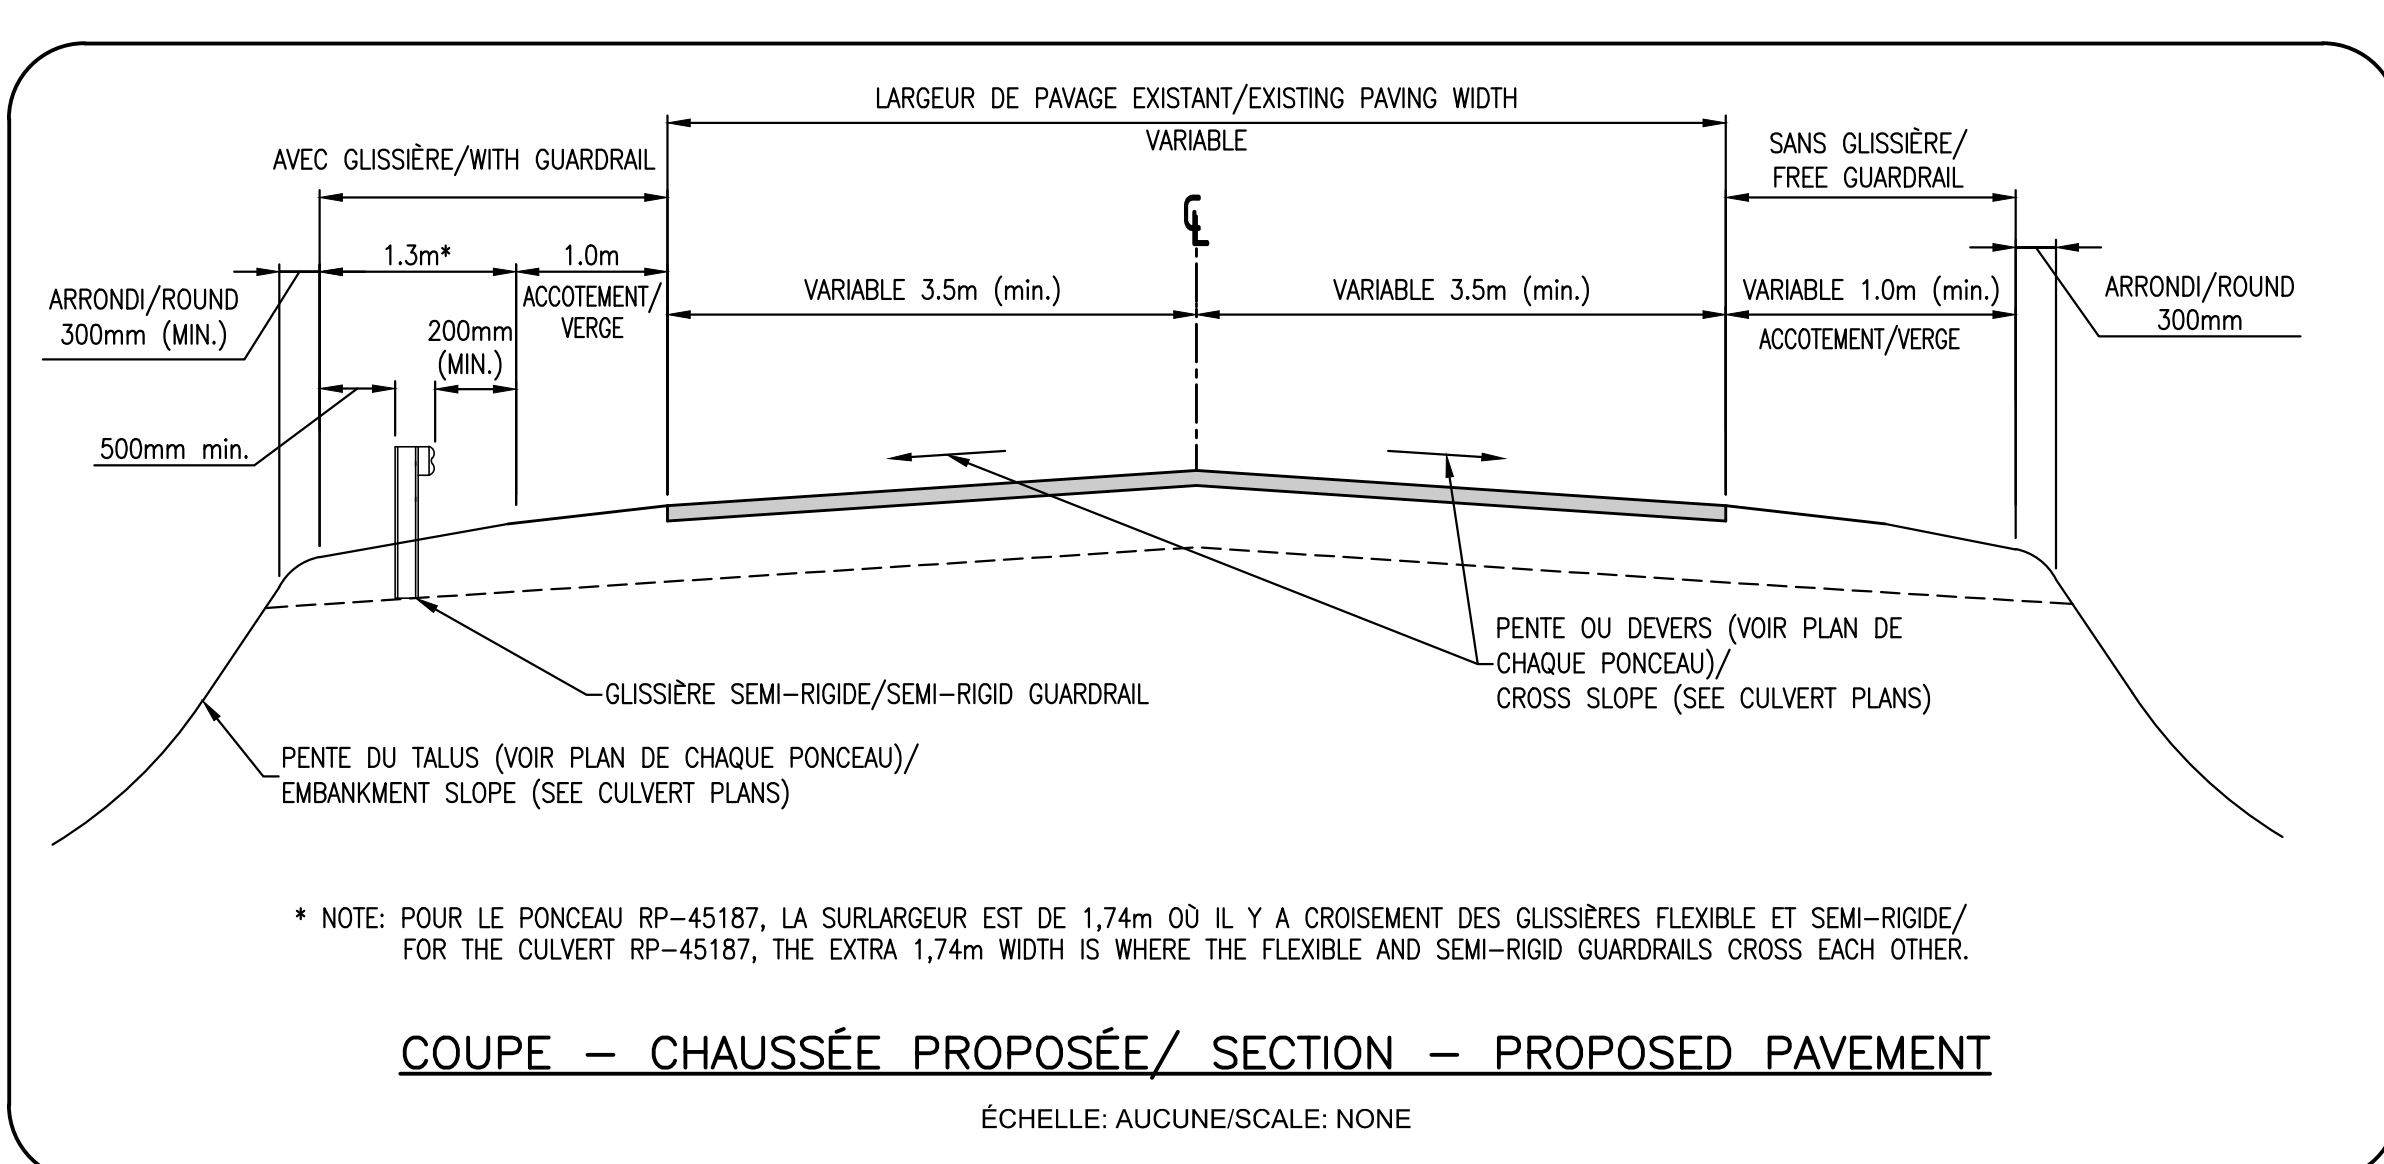 LARGEUR DE PAVAGE EXISTANT/EXISTING PAVING WIDTH
VARIABLE
AVEC GLISSIÈRE/WITH GUARDRAIL
SANS GLISSIÈRE/
FREE GUARDRAIL
℄
1.3m*
1.0m
ARRONDI/ROUND
300mm (MIN.)
ACCOTEMENT/
VERGE
200mm
(MIN.)
VARIABLE 3.5m (min.)
VARIABLE 3.5m (min.)
VARIABLE 1.0m (min.)
ACCOTEMENT/VERGE
ARRONDI/ROUND
300mm
500mm min.
PENTE OU DEVERS (VOIR PLAN DE
CHAQUE PONCEAU)/
CROSS SLOPE (SEE CULVERT PLANS)
GLISSIÈRE SEMI-RIGIDE/SEMI-RIGID GUARDRAIL
PENTE DU TALUS (VOIR PLAN DE CHAQUE PONCEAU)/
EMBANKMENT SLOPE (SEE CULVERT PLANS)
* NOTE: POUR LE PONCEAU RP-45187, LA SURLARGEUR EST DE 1,74m OÙ IL Y A CROISEMENT DES GLISSIÈRES FLEXIBLE ET SEMI-RIGIDE/
FOR THE CULVERT RP-45187, THE EXTRA 1,74m WIDTH IS WHERE THE FLEXIBLE AND SEMI-RIGID GUARDRAILS CROSS EACH OTHER.
COUPE - CHAUSSÉE PROPOSÉE/ SECTION - PROPOSED PAVEMENT
ÉCHELLE: AUCUNE/SCALE: NONE